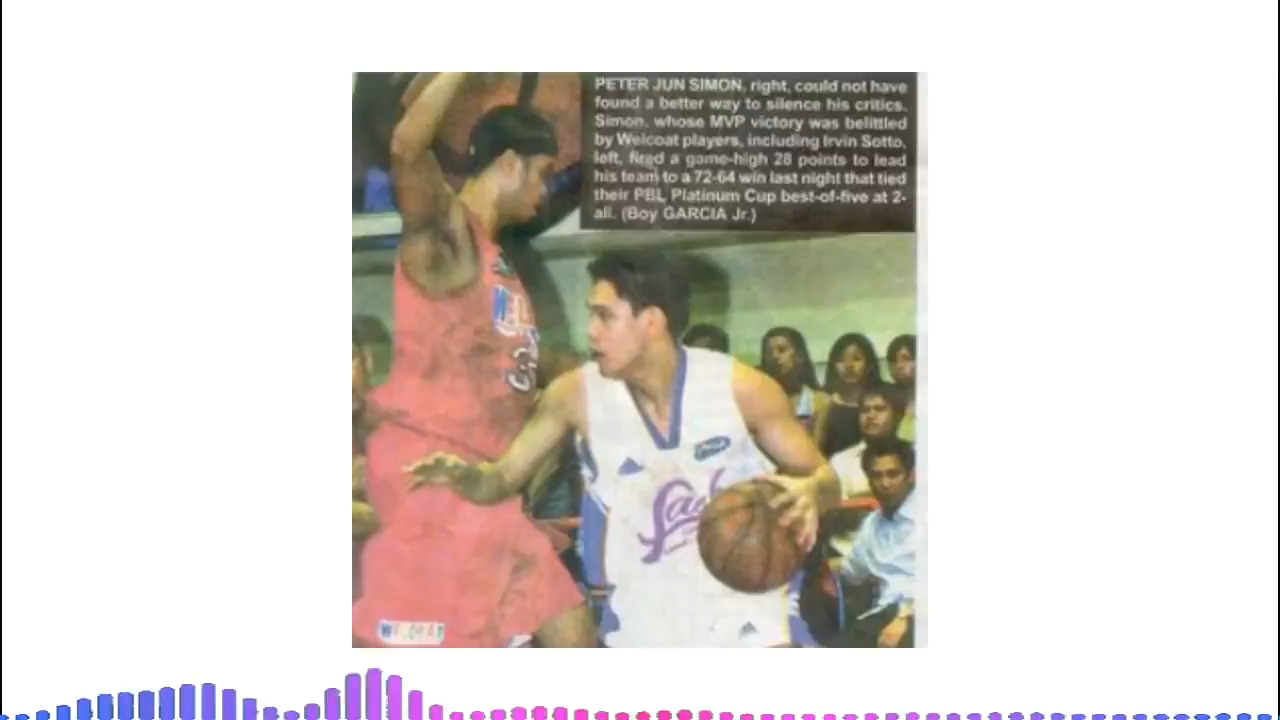 PETER JUN SIMON, right, could not have
found a better way to silence his critics.
Simon, whose MVP victory was belittled
by Welcoat players, including Irvin Sotto,
left, fired a game-high 28 points to lead
his team to a 72-64 win last night that tied
their PBL Platinum Cup best-of-five at 2-
all. (Boy GARCIA Jr.)
WELCOAT